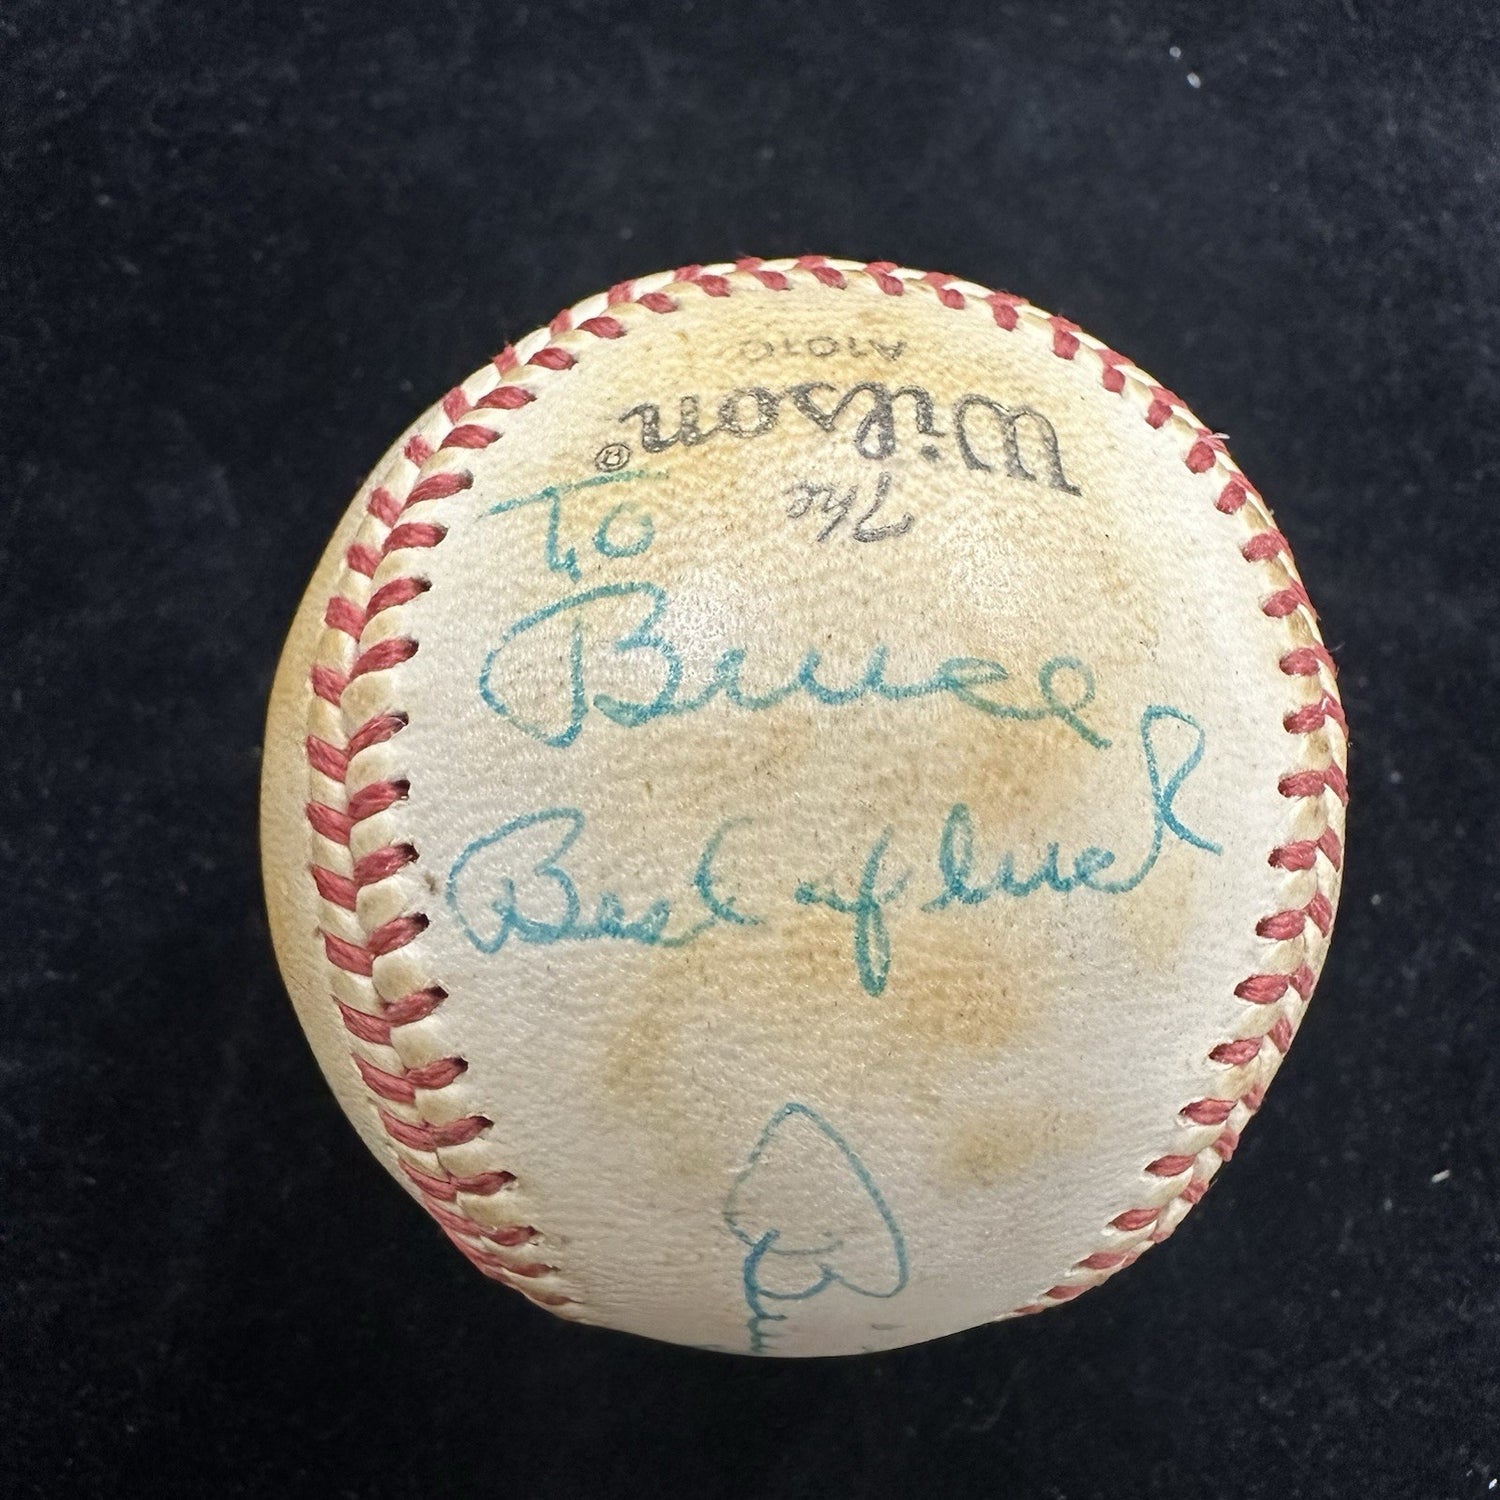 A1010
Wilson®
The
To
Bruce
Best of luck